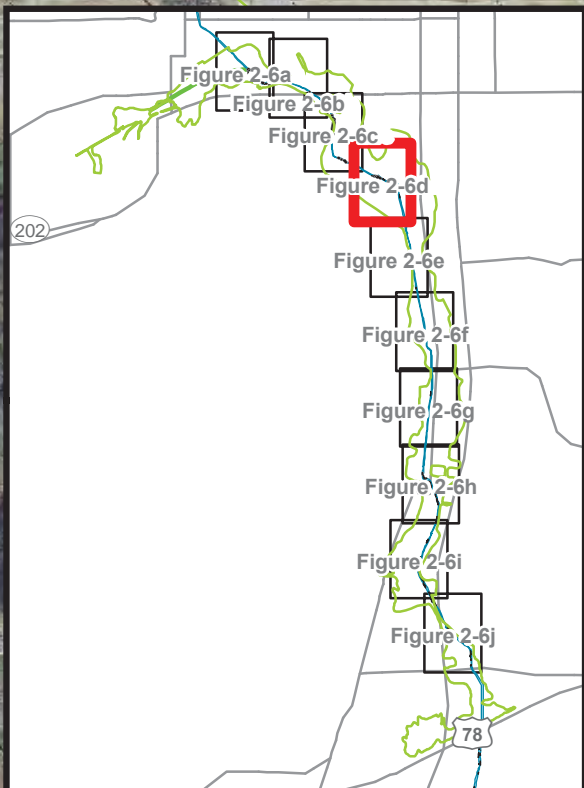 Figure 2-6a
Figure 2-6b
Figure 2-6c
Figure 2-6d
202
Figure 2-6e
Figure 2-6f
Figure 2-6g
Figure 2-6h
Figure 2-6i
Figure 2-6j
78